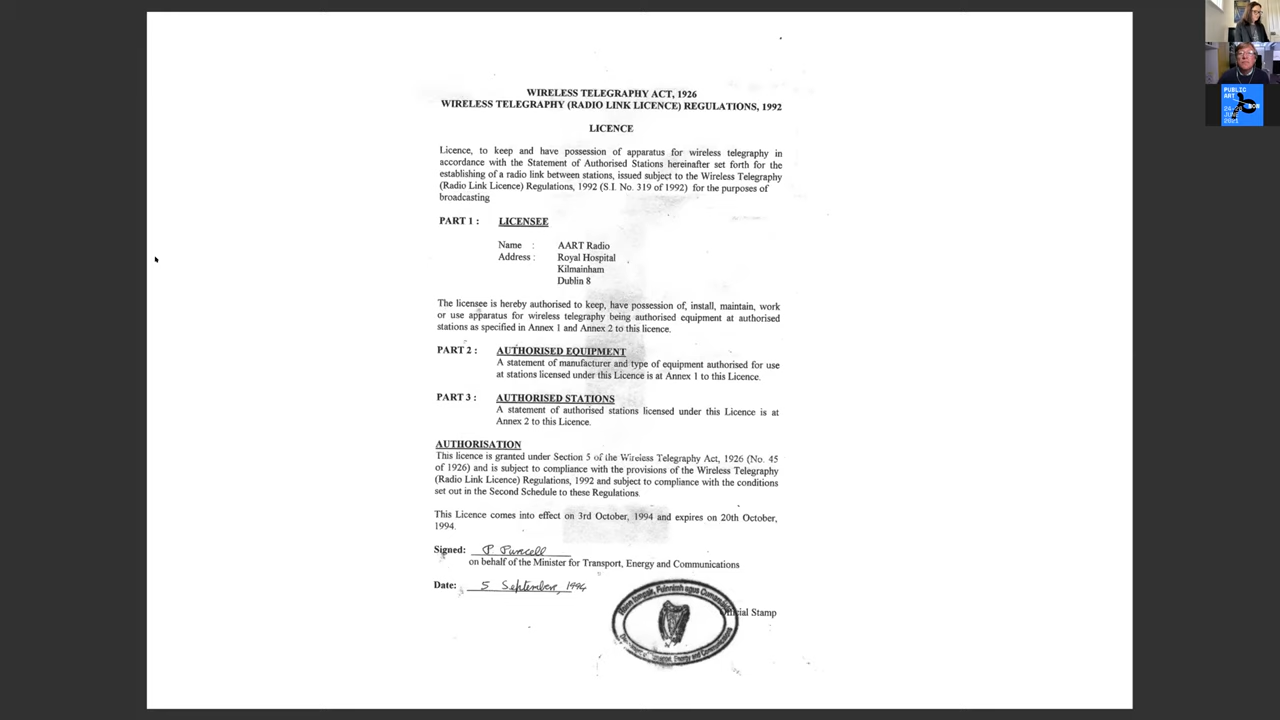 WIRELESS TELEGRAPHY ACT, 1926
WIRELESS TELEGRAPHY (RADIO LINK LICENCE) REGULATIONS, 1992
LICENCE
Licence, to keep and have possession of apparatus for wireless telegraphy in
accordance with the Statement of Authorised Stations hereinafter set forth for the
establishing of a radio link between stations, issued subject to the Wireless Telegraphy
(Radio Link Licence) Regulations, 1992 (S.I. No. 319 of 1992) for the purposes of
broadcasting
PART 1 : LICENSEE
Name : AART Radio
Address : Royal Hospital
Kilmainham
Dublin 8
The licensee is hereby authorised to keep, have possession of, install, maintain, work
or use apparatus for wireless telegraphy being authorised equipment at authorised
stations as specified in Annex 1 and Annex 2 to this licence.
PART 2 : AUTHORISED EQUIPMENT
A statement of manufacturer and type of equipment authorised for use
at stations licensed under this Licence is at Annex 1 to this Licence.
PART 3 : AUTHORISED STATIONS
A statement of authorised stations licensed under this Licence is at
Annex 2 to this Licence.
AUTHORISATION
This licence is granted under Section 5 of the Wireless Telegraphy Act, 1926 (No. 45
of 1926) and is subject to compliance with the provisions of the Wireless Telegraphy
(Radio Link Licence) Regulations, 1992 and subject to compliance with the conditions
set out in the Second Schedule to these Regulations.
This Licence comes into effect on 3rd October, 1994 and expires on 20th October,
1994.
Signed: P Purcell
on behalf of the Minister for Transport, Energy and Communications
Date: 5 September, 1994
Official Stamp
Fuinnimh agus
Transport, Energy and Communications
PUBLIC
ART
24-26
JUNE
2021